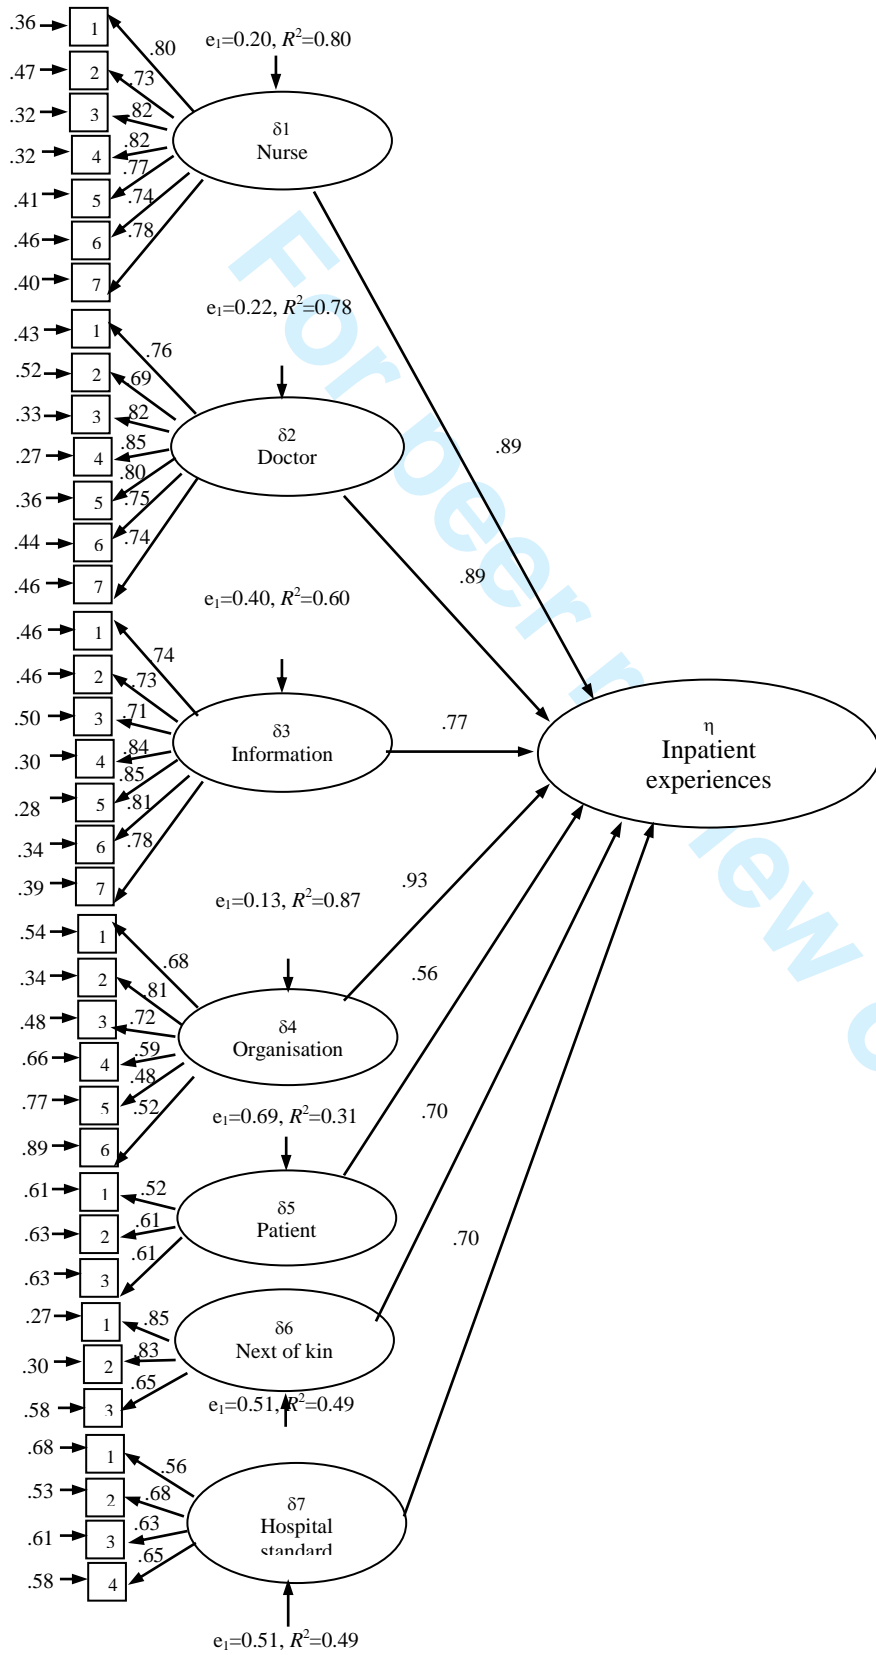 e1=0.20, R2=0.80
.36 1 .80
.47 2 .73
.32 3 .82
.32 4 .82
.41 5 .77
.46 6 .74
.40 7 .78
δ1
Nurse
e1=0.22, R2=0.78
.43 1 .76
.52 2 .69
.33 3 .82
.27 4 .85
.36 5 .80
.44 6 .75
.46 7 .74
δ2
Doctor
.89
.89
e1=0.40, R2=0.60
.46 1 .74
.46 2 .73
.50 3 .71
.30 4 .84
.28 5 .85
.34 6 .81
.39 7 .78
δ3
Information
.77
η
Inpatient
experiences
e1=0.13, R2=0.87
.54 1 .68
.34 2 .81
.48 3 .72
.66 4 .59
.77 5 .48
.89 6 .52
δ4
Organisation
.93
.56
e1=0.69, R2=0.31
.61 1 .52
.63 2 .61
.63 3 .61
δ5
Patient
.70
.70
.27 1 .85
.30 2 .83
.58 3 .65
δ6
Next of kin
e1=0.51, R2=0.49
.68 1 .56
.53 2 .68
.61 3 .63
.58 4 .65
δ7
Hospital
standard
e1=0.51, R2=0.49
For peer review o